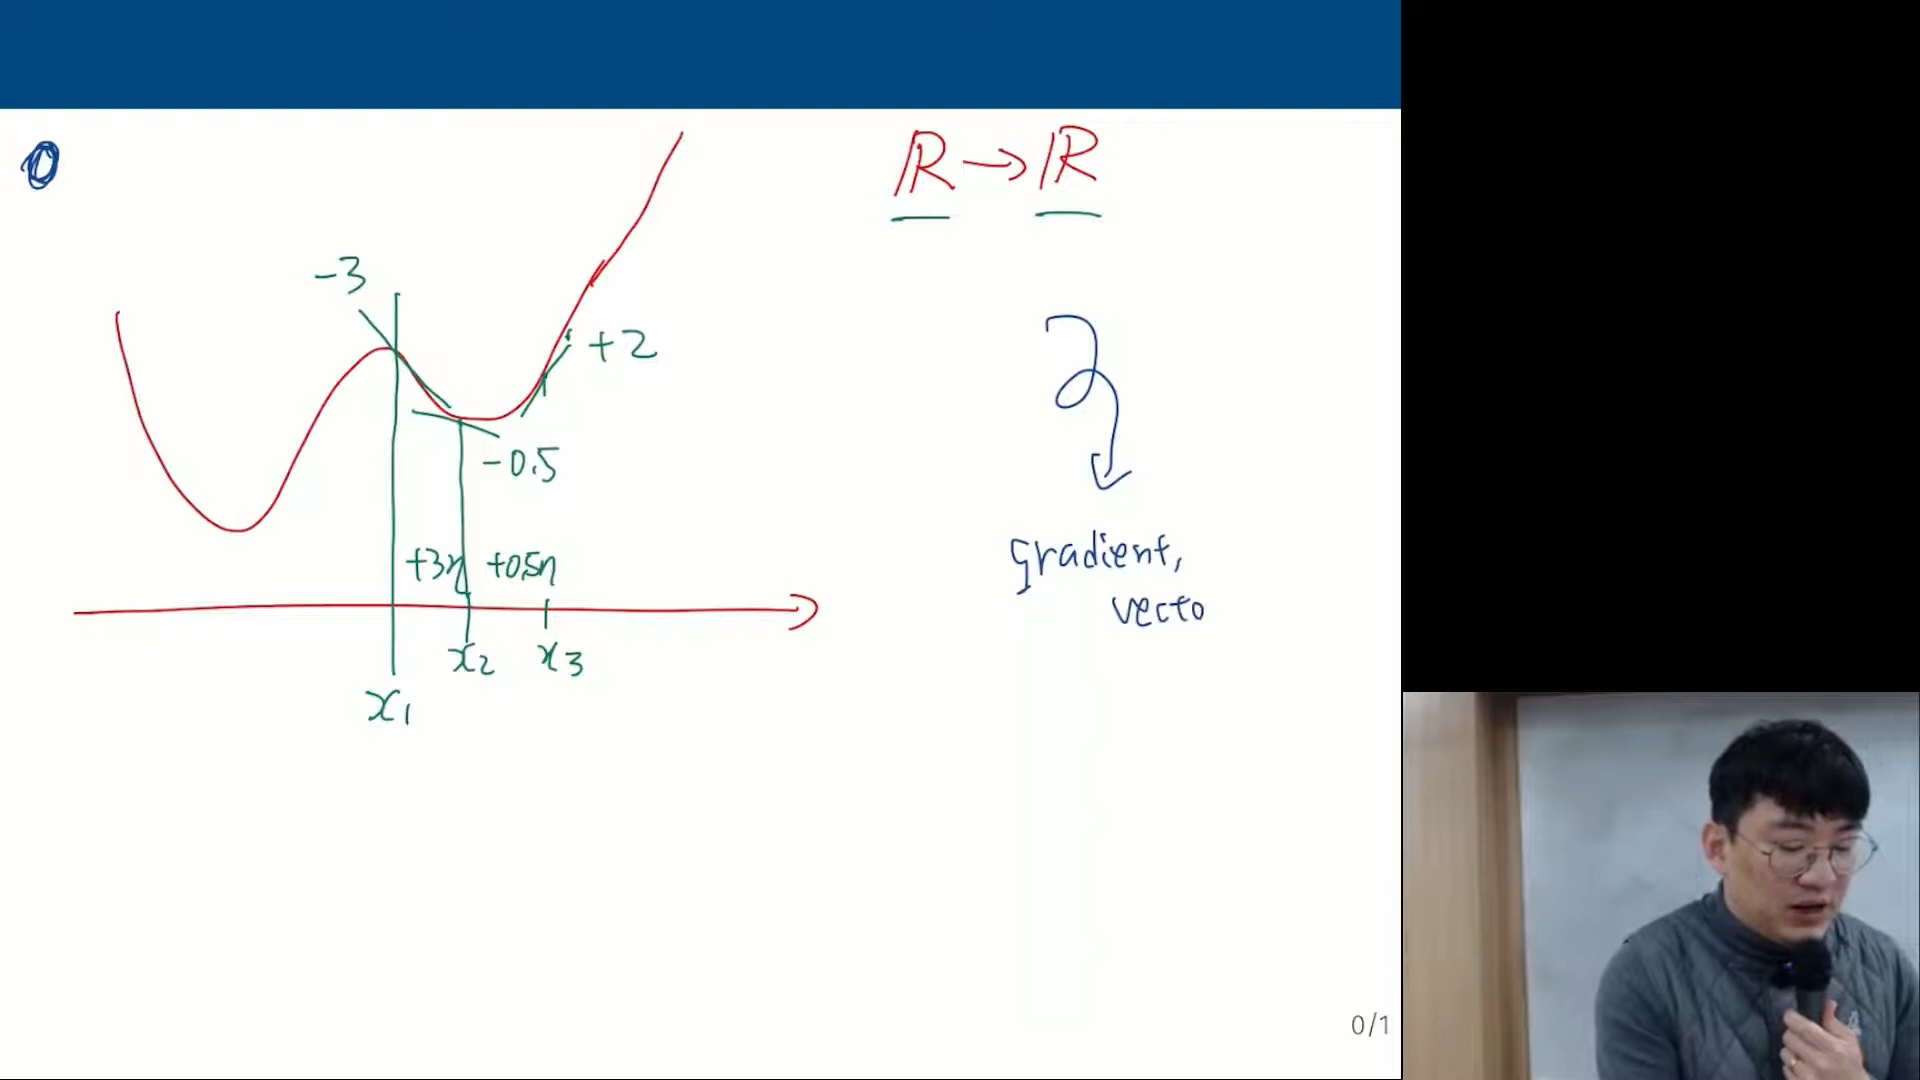 0
ℝ → ℝ
-3
+2
-0.5
+3η +0.5η
x₁
x₂
x₃
gradient,
vecto
0/1